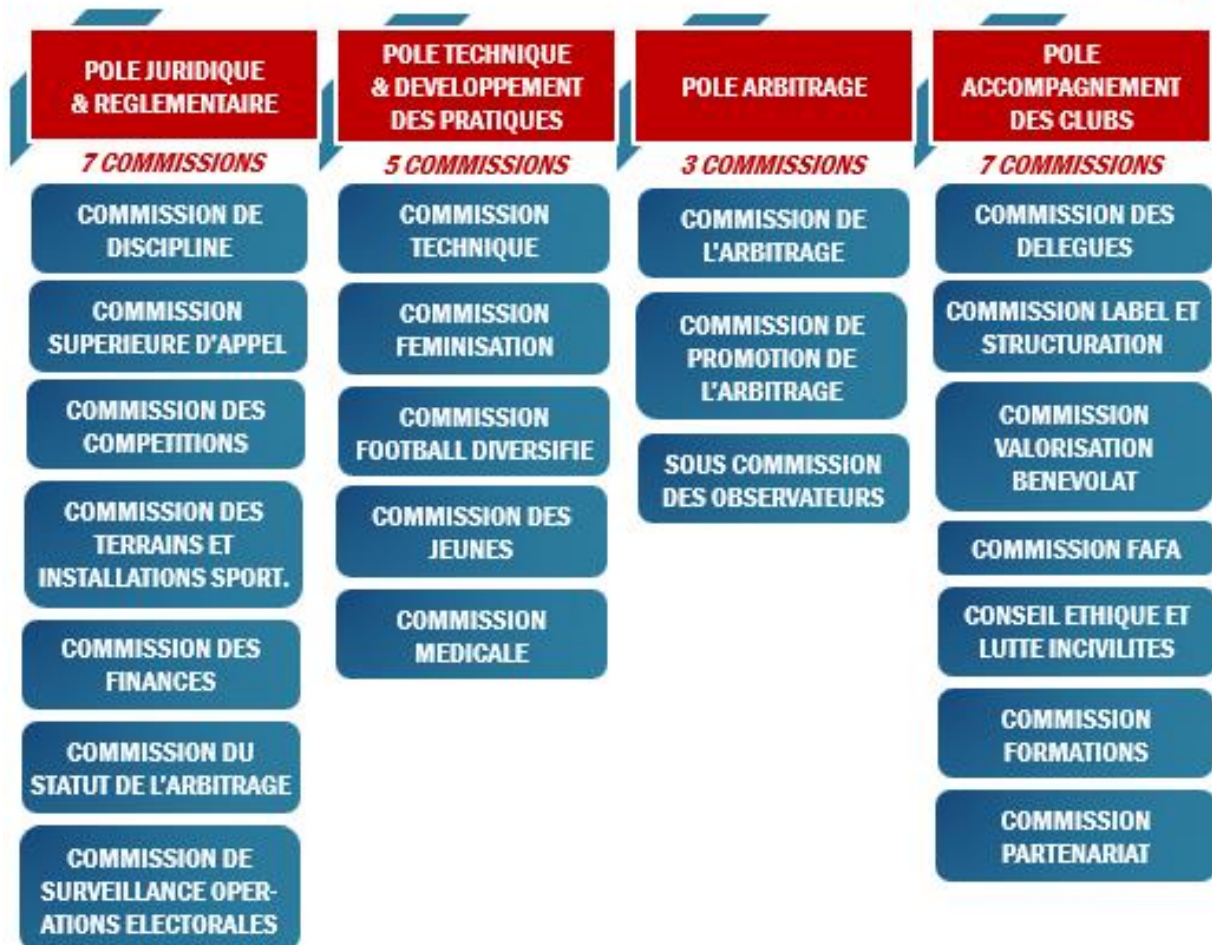 POLE JURIDIQUE
& REGLEMENTAIRE
7 COMMISSIONS
COMMISSION DE
DISCIPLINE
COMMISSION
SUPERIEURE D'APPEL
COMMISSION DES
COMPETITIONS
COMMISSION DES
TERRAINS ET
INSTALLATIONS SPORT.
COMMISSION DES
FINANCES
COMMISSION DU
STATUT DE L'ARBITRAGE
COMMISSION DE
SURVEILLANCE OPER-
ATIONS ELECTORALES
POLE TECHNIQUE
& DEVELOPPEMENT
DES PRATIQUES
5 COMMISSIONS
COMMISSION
TECHNIQUE
COMMISSION
FEMINISATION
COMMISSION
FOOTBALL DIVERSIFIE
COMMISSION DES
JEUNES
COMMISSION
MEDICALE
POLE ARBITRAGE
3 COMMISSIONS
COMMISSION DE
L'ARBITRAGE
COMMISSION DE
PROMOTION DE
L'ARBITRAGE
SOUS COMMISSION
DES OBSERVATEURS
POLE
ACCOMPAGNEMENT
DES CLUBS
7 COMMISSIONS
COMMISSION DES
DELEGUES
COMMISSION LABEL ET
STRUCTURATION
COMMISSION
VALORISATION
BENEVOLAT
COMMISSION FAFA
CONSEIL ETHIQUE ET
LUTTE INCIVILITES
COMMISSION
FORMATIONS
COMMISSION
PARTENARIAT